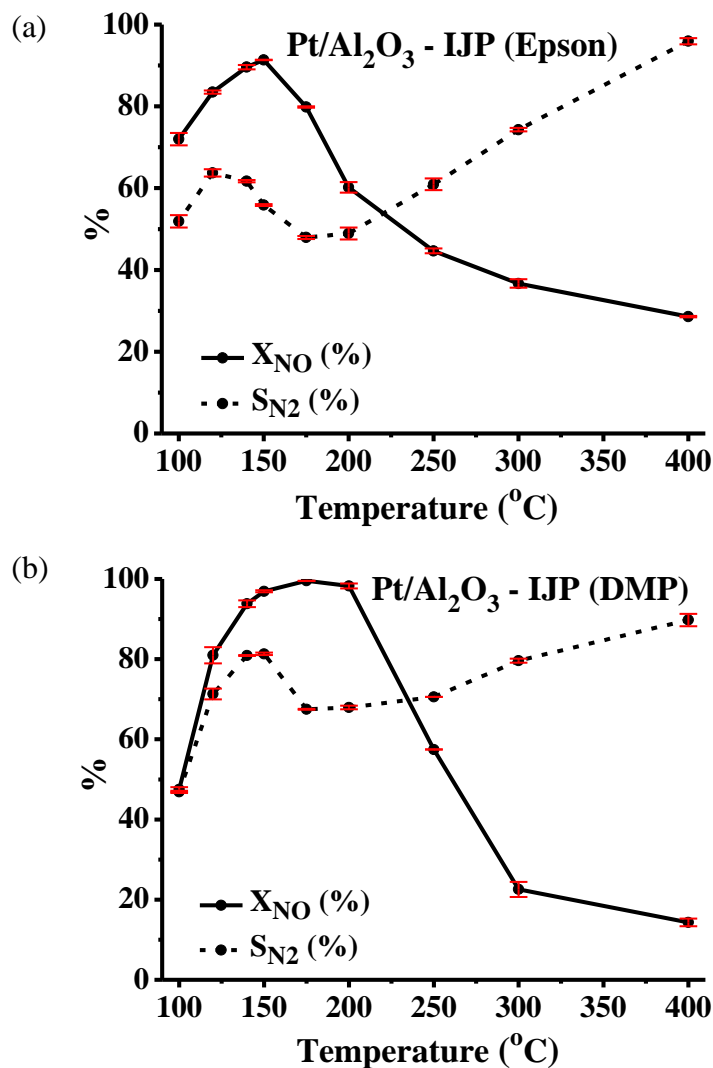 (a)
Pt/Al2O3 - IJP (Epson)
100
80
60
40
20
0
%
XNO (%)
SN2 (%)
100 150 200 250 300 350 400
Temperature (oC)
(b)
Pt/Al2O3 - IJP (DMP)
100
80
60
40
20
0
%
XNO (%)
SN2 (%)
100 150 200 250 300 350 400
Temperature (oC)